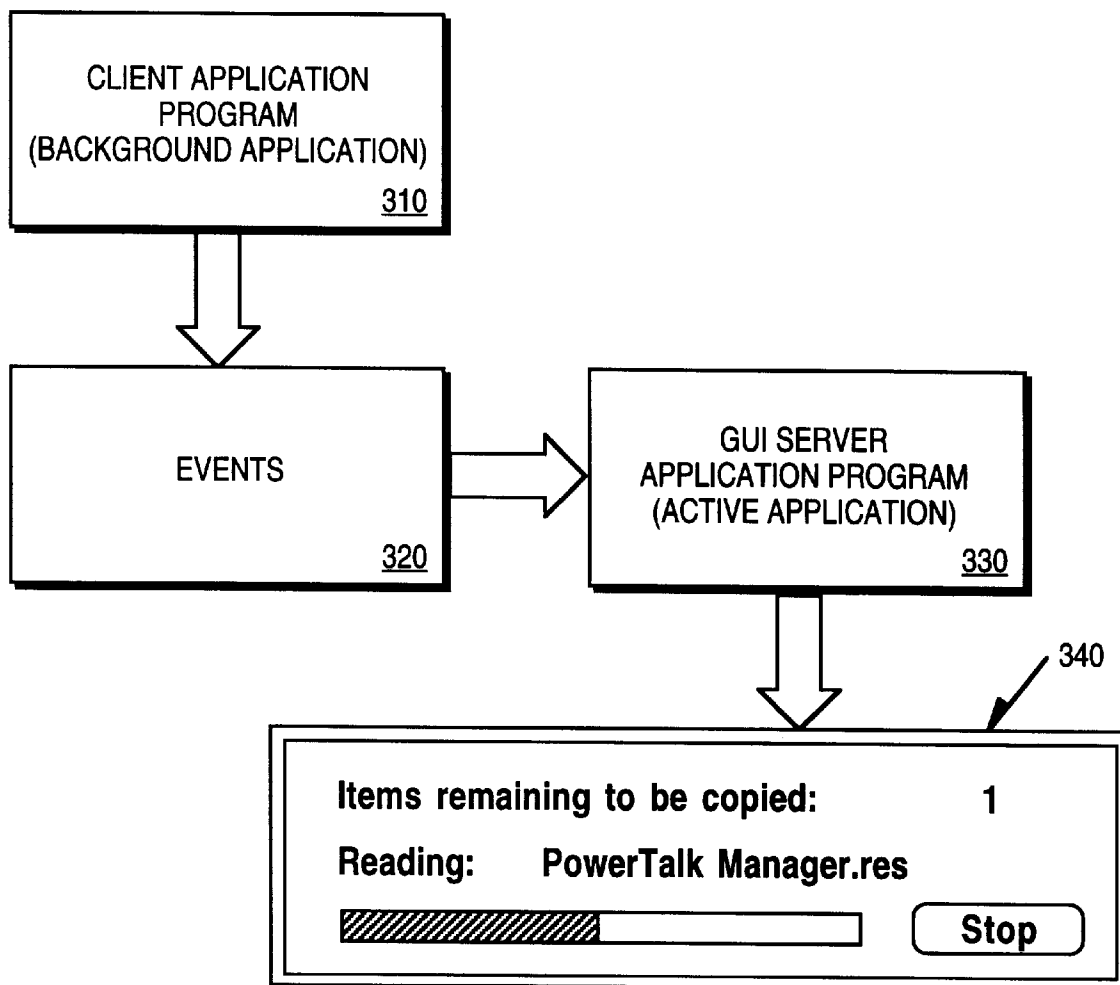 CLIENT APPLICATION
PROGRAM
(BACKGROUND APPLICATION)
310
EVENTS
320
GUI SERVER
APPLICATION PROGRAM
(ACTIVE APPLICATION)
330
340
Items remaining to be copied: 1
Reading: PowerTalk Manager.res
Stop